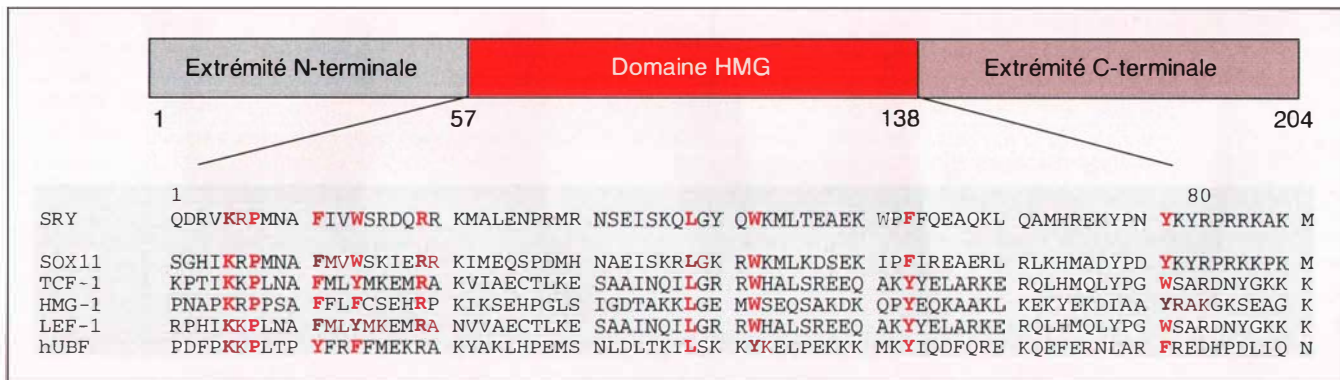 Extrémité N-terminale Domaine HMG Extrémité C-terminale
1 57 138 204
1 80
SRY QDRVKRPMNA FIVWSRDQRR KMALENPRMR NSEISKQLGY QWKMLTEAEK WPFFQEAQKL QAMHREKYPN YKYRPRRKAK M
SOX11 SGHIKRPMNA FMVWSKIERR KIMEQSPDMH NAEISKRLGK RWKMLKDSEK IPFIREAERL RLKHMADYPD YKYRPRKKPK M
TCF-1 KPTIKKPLNA FMLYMKEMRA KVIAECTLKE SAAINQILGR RWHALSREEQ AKYYELARKE RQLHMQLYPG WSARDNYGKK K
HMG-1 PNAPKRPPSA FFLFCSEHRP KIKSEHPGLS IGDTAKKLGE MWSEQSAKDK QPYEQKAAKL KEKYEKDIAA YRAKGKSEAG K
LEF-1 RPHIKKPLNA FMLYMKEMRA NVVAECTLKE SAAINQILGR RWHALSREEQ AKYYELARKE RQLHMQLYPG WSARDNYGKK K
hUBF PDFPKKPLTP YFRFFMEKRA KYAKLHPEMS NLDLTKILSK KYKELPEKKK MKYIQDFQRE KQEFERNLAR FREDHPDLIQ N